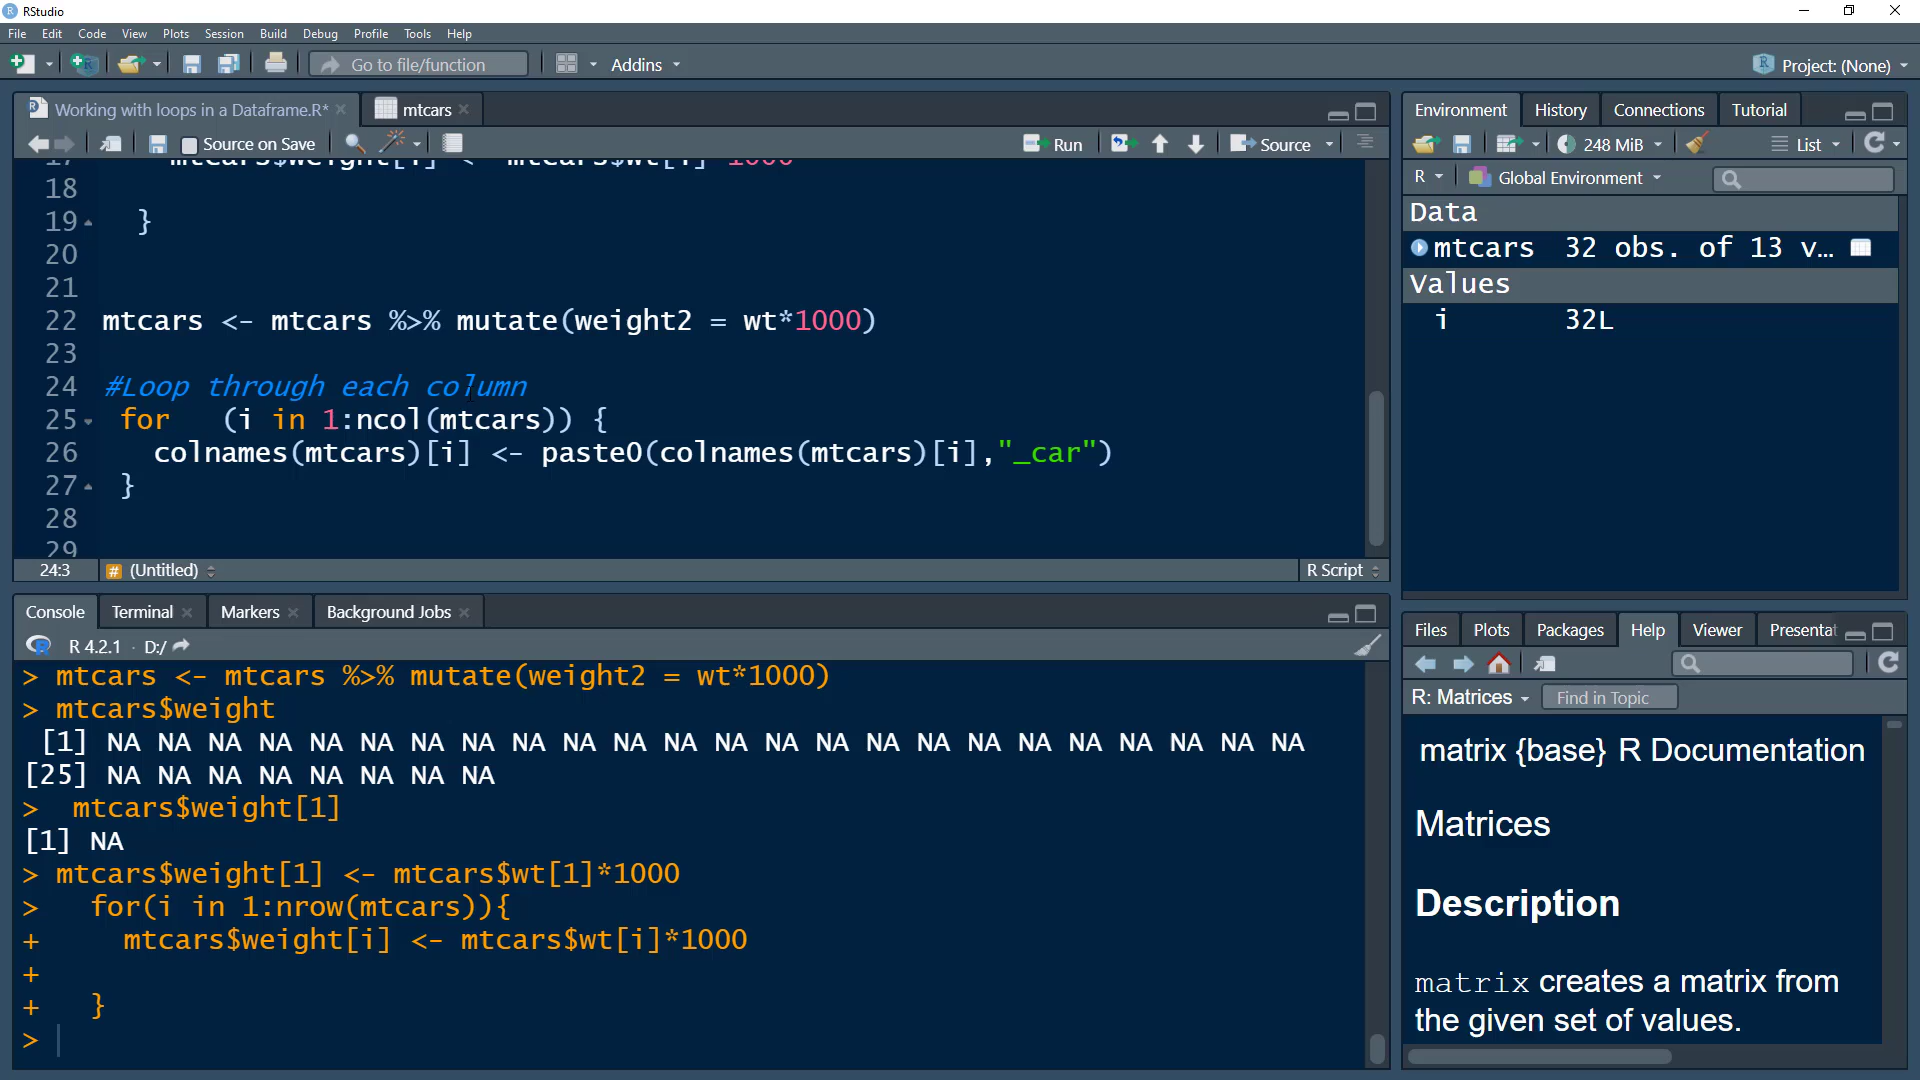 RStudio
File Edit Code View Plots Session Build Debug Profile Tools Help
Go to file/function Addins Project: (None)
Working with loops in a Dataframe.R* mtcars
Source on Save Run Source
17 mtcars$weight[i] <- mtcars$wt[i]*1000
18
19 }
20
21
22 mtcars <- mtcars %>% mutate(weight2 = wt*1000)
23
24 #Loop through each column
25 for (i in 1:ncol(mtcars)) {
26 colnames(mtcars)[i] <- paste0(colnames(mtcars)[i],"_car")
27 }
28
29
24:3 # (Untitled) R Script
Console Terminal Markers Background Jobs
R 4.2.1 · D:/
> mtcars <- mtcars %>% mutate(weight2 = wt*1000)
> mtcars$weight
[1] NA NA NA NA NA NA NA NA NA NA NA NA NA NA NA NA NA NA NA NA NA NA NA NA
[25] NA NA NA NA NA NA NA NA
> mtcars$weight[1]
[1] NA
> mtcars$weight[1] <- mtcars$wt[1]*1000
> for(i in 1:nrow(mtcars)){
+ mtcars$weight[i] <- mtcars$wt[i]*1000
+
+ }
>
Environment History Connections Tutorial
248 MiB List
R Global Environment
Data
mtcars 32 obs. of 13 v…
Values
i 32L
Files Plots Packages Help Viewer Presentat
R: Matrices Find in Topic
matrix {base} R Documentation
Matrices
Description
matrix creates a matrix from
the given set of values.